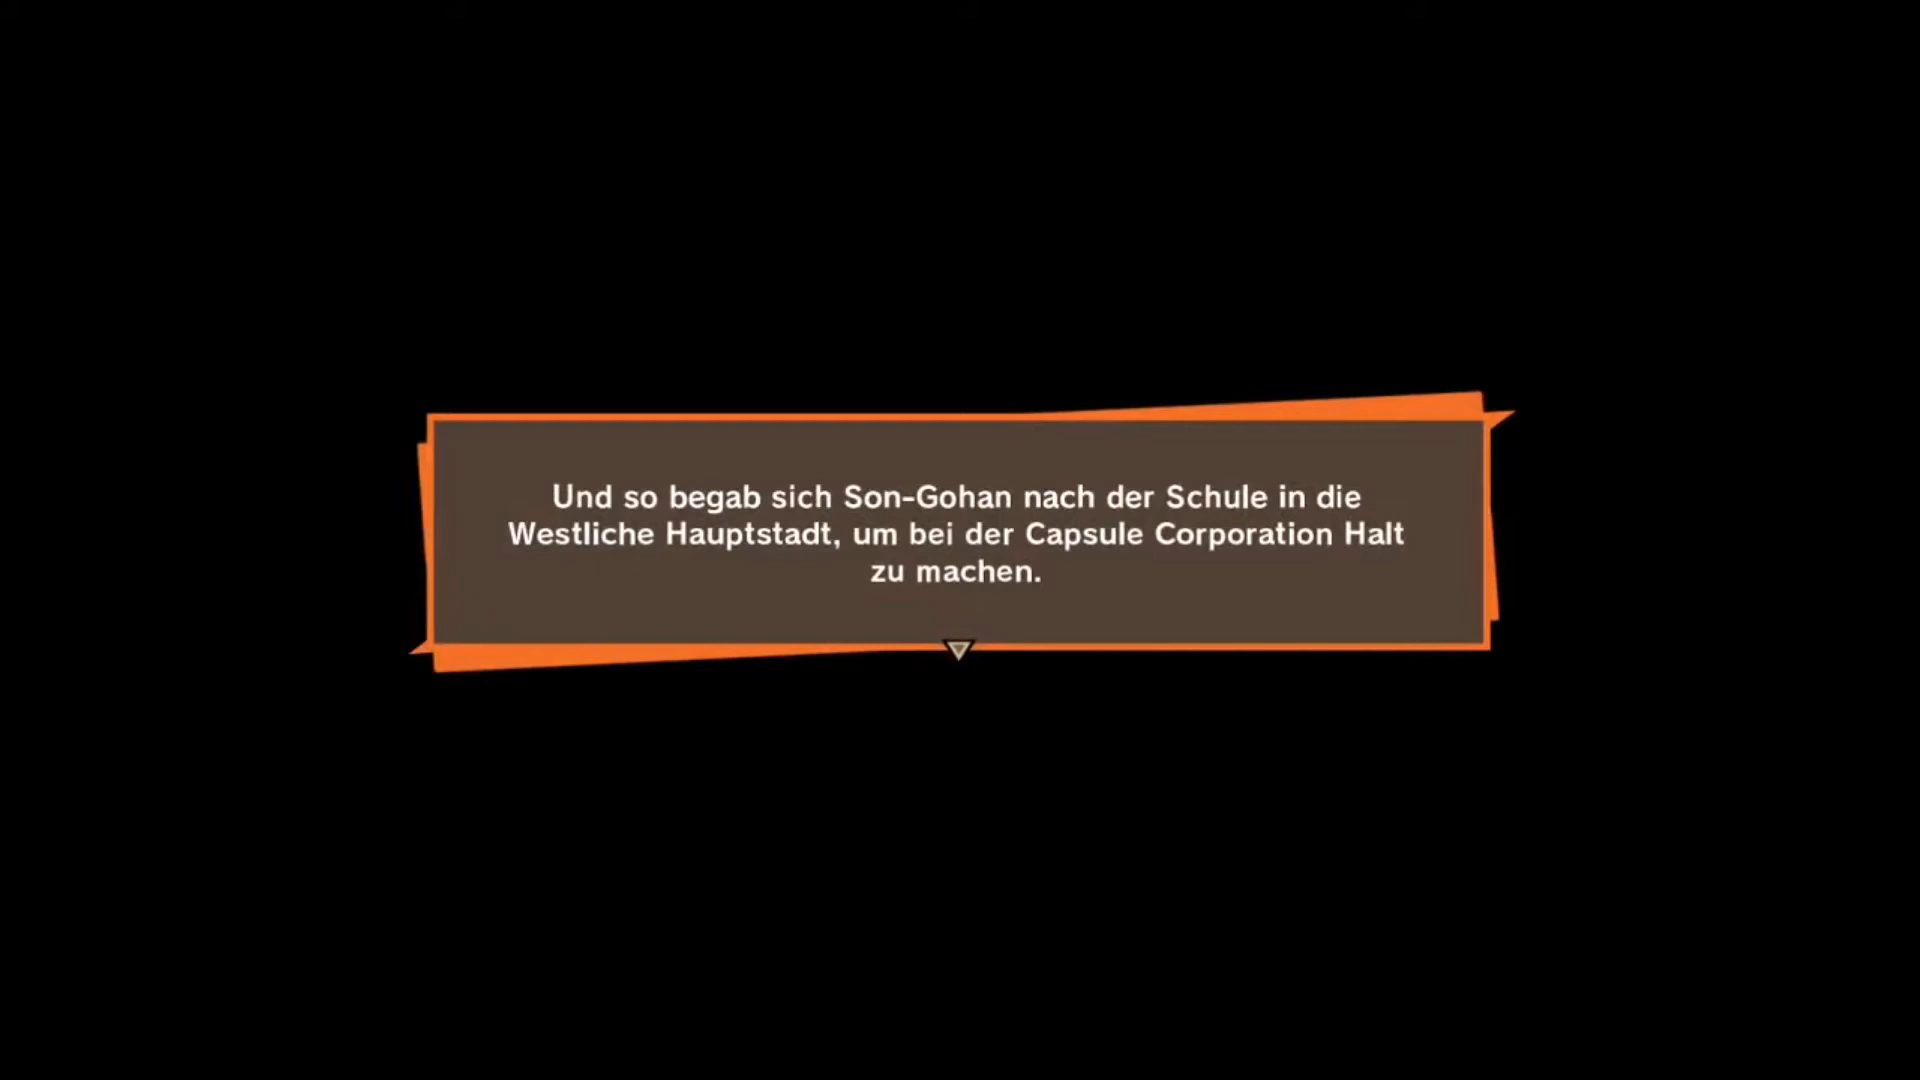 Und so begab sich Son-Gohan nach der Schule in die
Westliche Hauptstadt, um bei der Capsule Corporation Halt
zu machen.